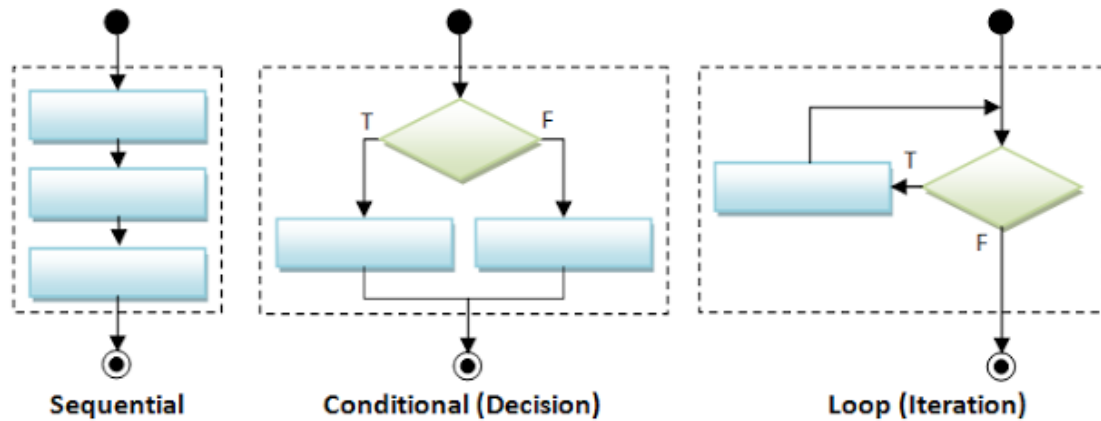 T
F
T
F
Sequential
Conditional (Decision)
Loop (Iteration)